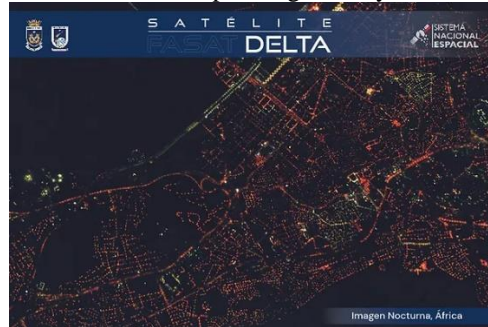 SATÉLITE
FASAT DELTA
SISTEMA
NACIONAL
ESPACIAL
Imagen Nocturna, África